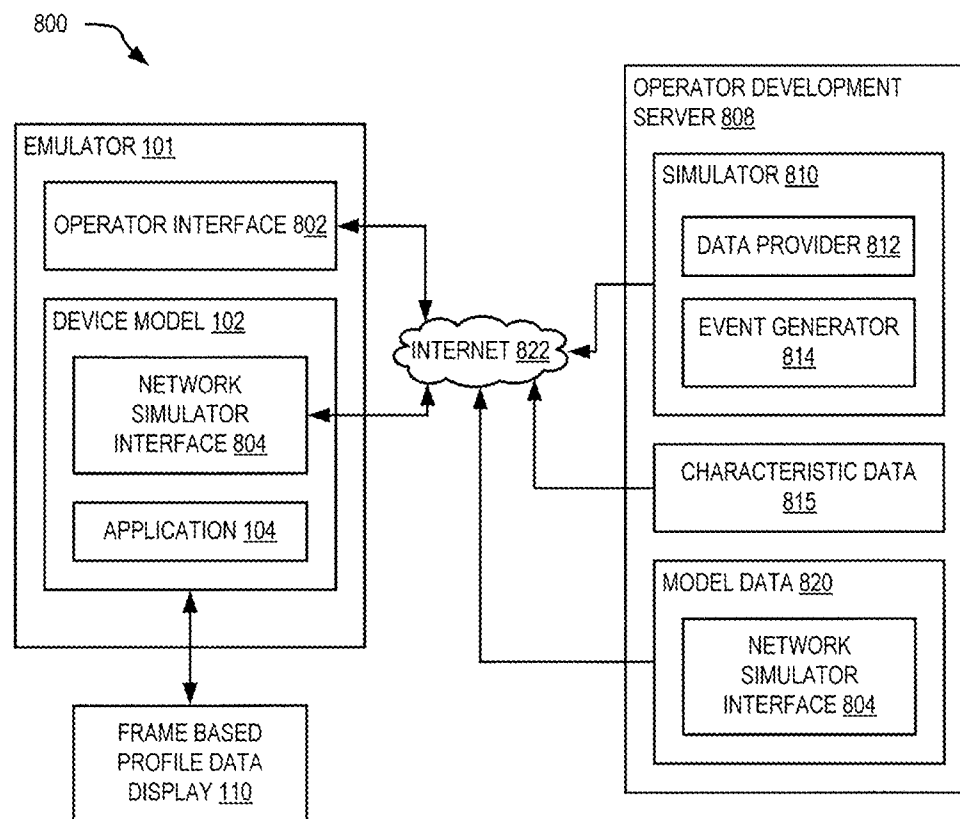 800
EMULATOR 101
OPERATOR INTERFACE 802
DEVICE MODEL 102
NETWORK
SIMULATOR
INTERFACE 804
APPLICATION 104
FRAME BASED
PROFILE DATA
DISPLAY 110
INTERNET 822
OPERATOR DEVELOPMENT
SERVER 808
SIMULATOR 810
DATA PROVIDER 812
EVENT GENERATOR
814
CHARACTERISTIC DATA
815
MODEL DATA 820
NETWORK
SIMULATOR
INTERFACE 804